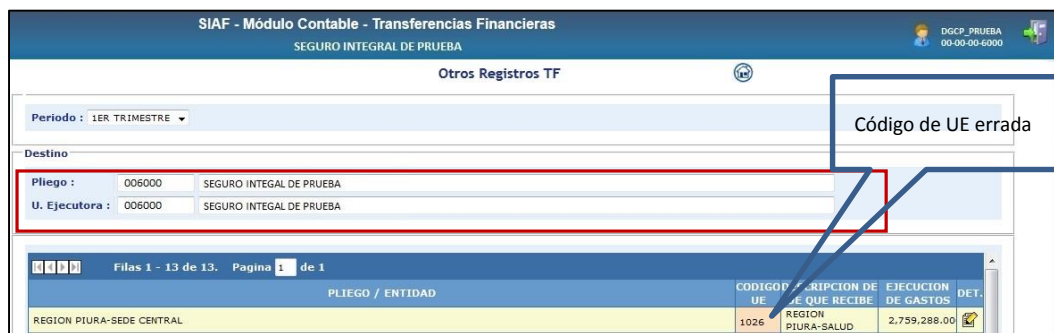 SIAF - Módulo Contable - Transferencias Financieras
SEGURO INTEGRAL DE PRUEBA
DGCP_PRUEBA
00-00-00-6000
Otros Registros TF
Periodo : 1ER TRIMESTRE
Código de UE errada
Destino
Pliego : 006000 SEGURO INTEGAL DE PRUEBA
U. Ejecutora : 006000 SEGURO INTEGAL DE PRUEBA
Filas 1 - 13 de 13. Pagina 1 de 1
PLIEGO / ENTIDAD
CODIGO UE
DE QUE RECIBE
EJECUCION DE GASTOS
DET.
REGION PIURA-SEDE CENTRAL
1026
REGION PIURA-SALUD
2,759,288.00